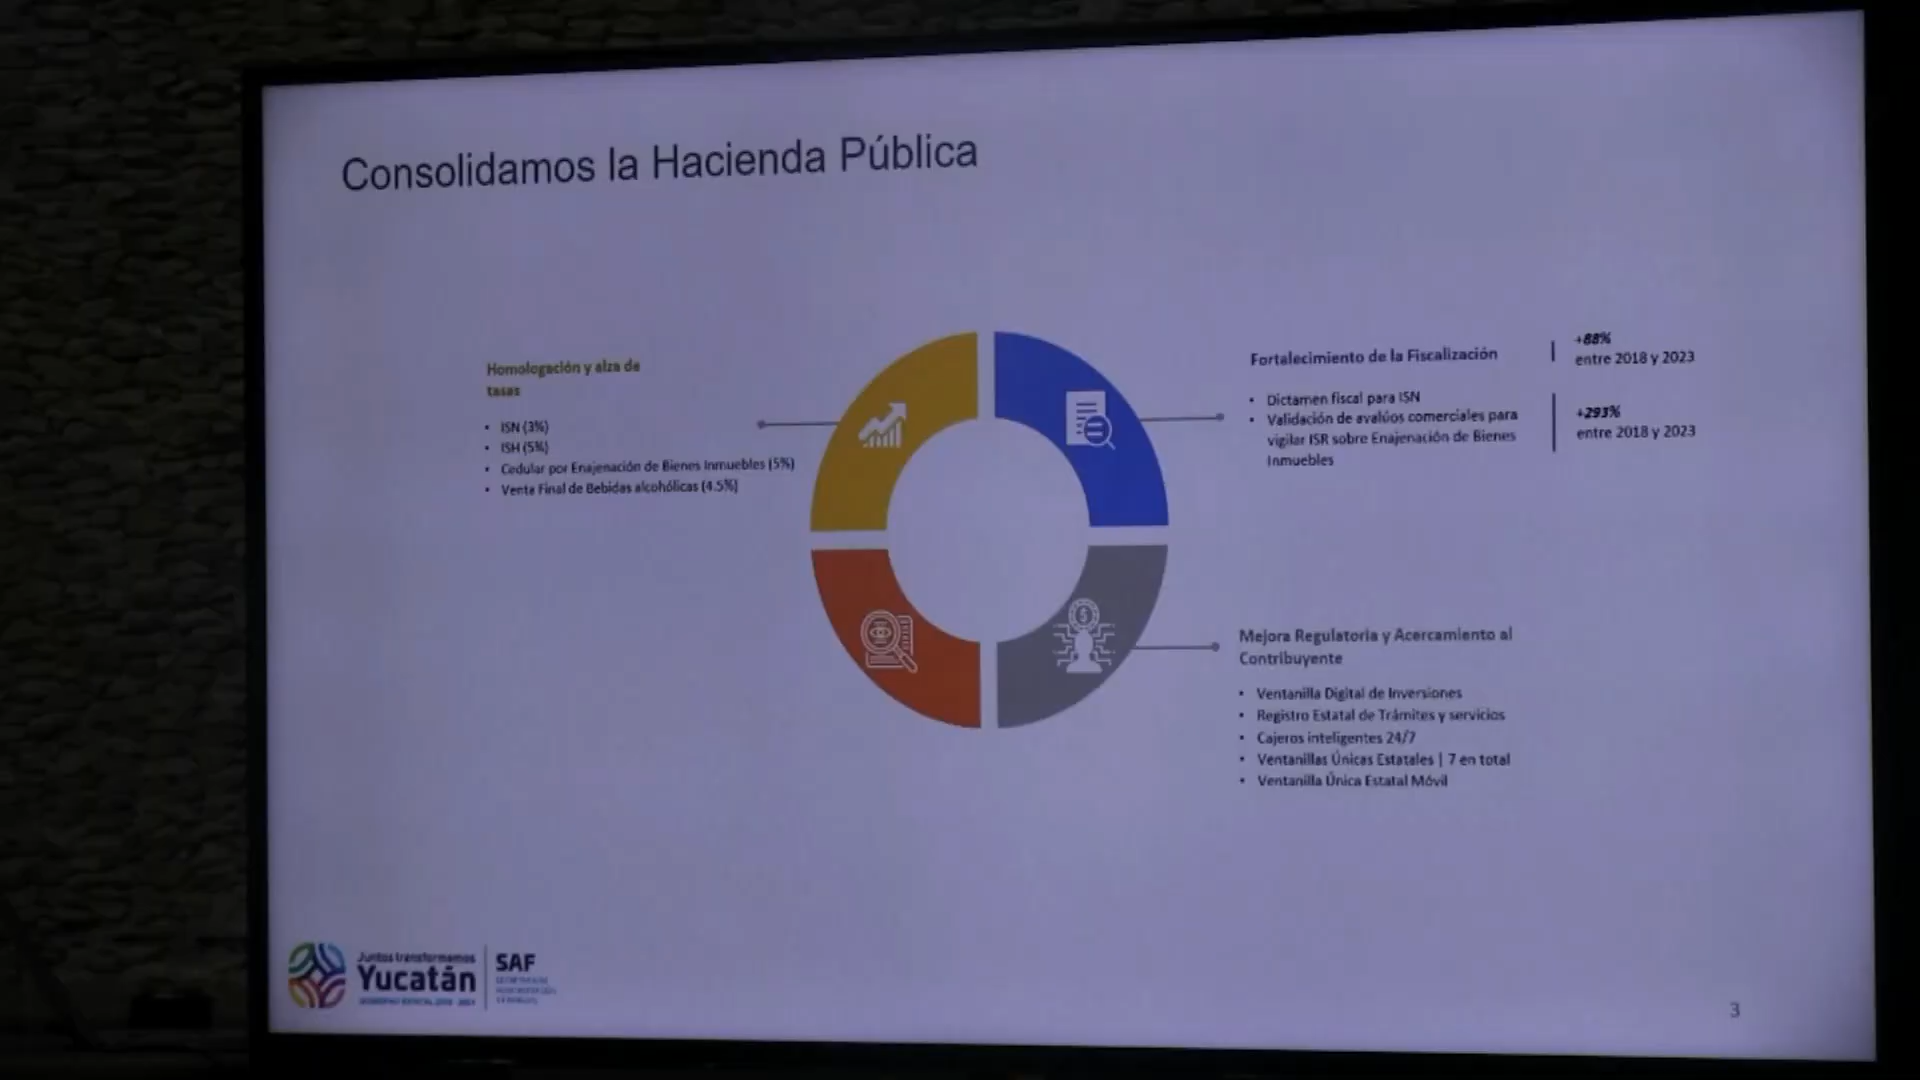 Consolidamos la Hacienda Pública
Homologación y alza de
tasas
• ISN (3%)
• ISH (5%)
• Cedular por Enajenación de Bienes Inmuebles (5%)
• Venta Final de Bebidas alcohólicas (4.5%)
Fortalecimiento de la Fiscalización
• Dictamen fiscal para ISN
• Validación de avalúos comerciales para
vigilar ISR sobre Enajenación de Bienes
Inmuebles
+88%
entre 2018 y 2023
+293%
entre 2018 y 2023
Mejora Regulatoria y Acercamiento al
Contribuyente
• Ventanilla Digital de Inversiones
• Registro Estatal de Trámites y servicios
• Cajeros inteligentes 24/7
• Ventanillas Únicas Estatales | 7 en total
• Ventanilla Única Estatal Móvil
Juntos transformemos
Yucatán
SAF
3